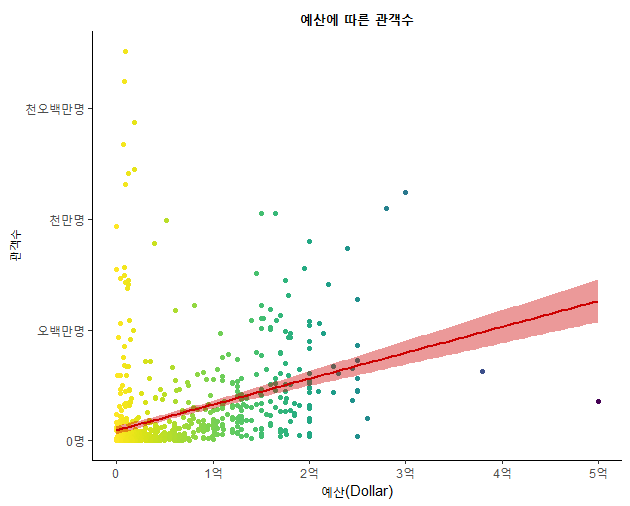 예산에 따른 관객수
천오백만명
천만명
오백만명
0명
관객수
0
1억
2억
3억
4억
5억
예산(Dollar)